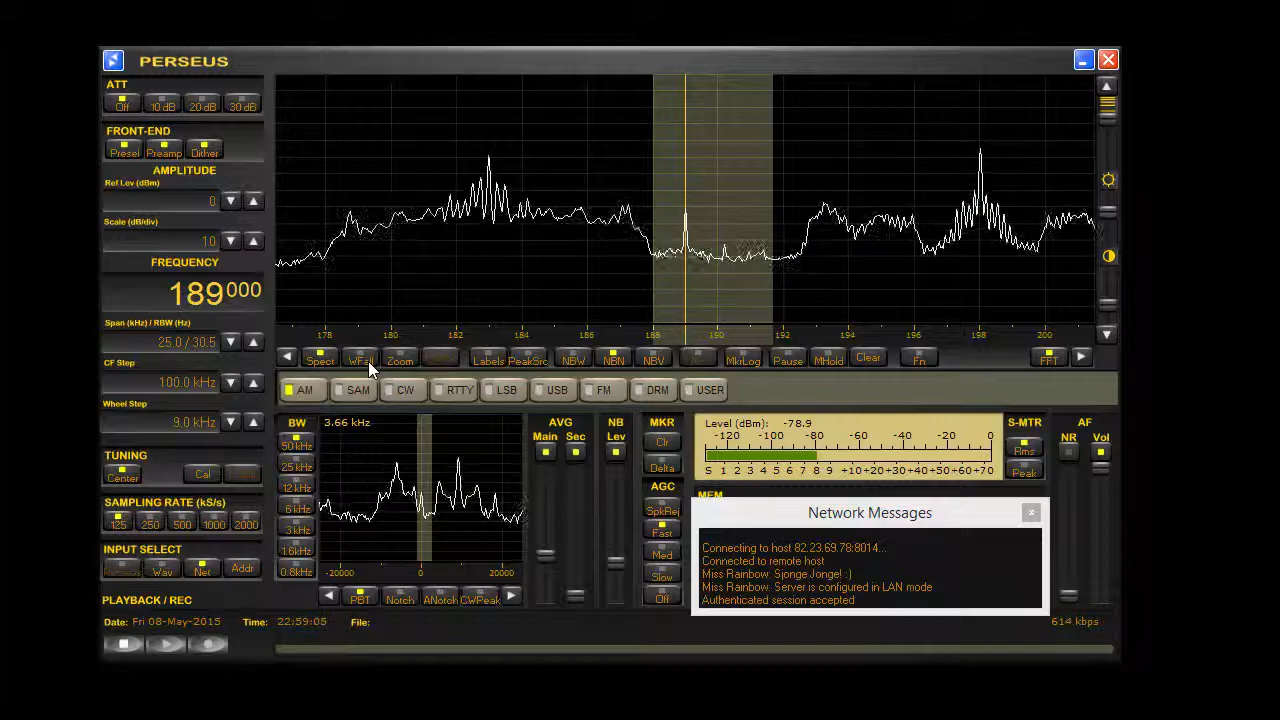 PERSEUS
ATT
Off 10 dB 20 dB 30 dB
FRONT-END
Presel Preamp Dither
AMPLITUDE
Ref Lev (dBm)
0
Scale (dB/div)
10
FREQUENCY
189000
Span (kHz) / RBW (Hz)
25.0 / 30.5
CF Step
100.0 kHz
Wheel Step
9.0 kHz
TUNING
Center Cal
SAMPLING RATE (kS/s)
125 250 500 1000 2000
INPUT SELECT
Perseus Wav Net Addr
PLAYBACK / REC
178 180 182 184 186 188 190 192 194 196 198 200
Spect WFall Zoom Labels PeakSrc NBW NBN NBV MkrLog Pause MHold Clear Fn FFT
AM SAM CW RTTY LSB USB FM DRM USER
BW
50 kHz
25 kHz
12 kHz
6 kHz
3 kHz
1.6kHz
0.8kHz
3.66 kHz
-20000 0 20000
PBT Notch ANotch CWPeak
AVG
Main Sec
NB
Lev
MKR
Clr
Delta
AGC
SpkRej
Fast
Med
Slow
Off
Level (dBm): -78.9
-120 -100 -80 -60 -40 -20 0
S 1 2 3 4 5 6 7 8 9 +10+20+30+40+50+60+70
S-MTR
Rms
Peak
AF
NR Vol
MEM
Network Messages
Connecting to host 82.23.69.78:8014...
Connected to remote host
Miss Rainbow: Sjonge Jonge! :)
Miss Rainbow: Server is configured in LAN mode
Authenticated session accepted
Date: Fri 08-May-2015 Time: 22:59:05 File:
614 kbps